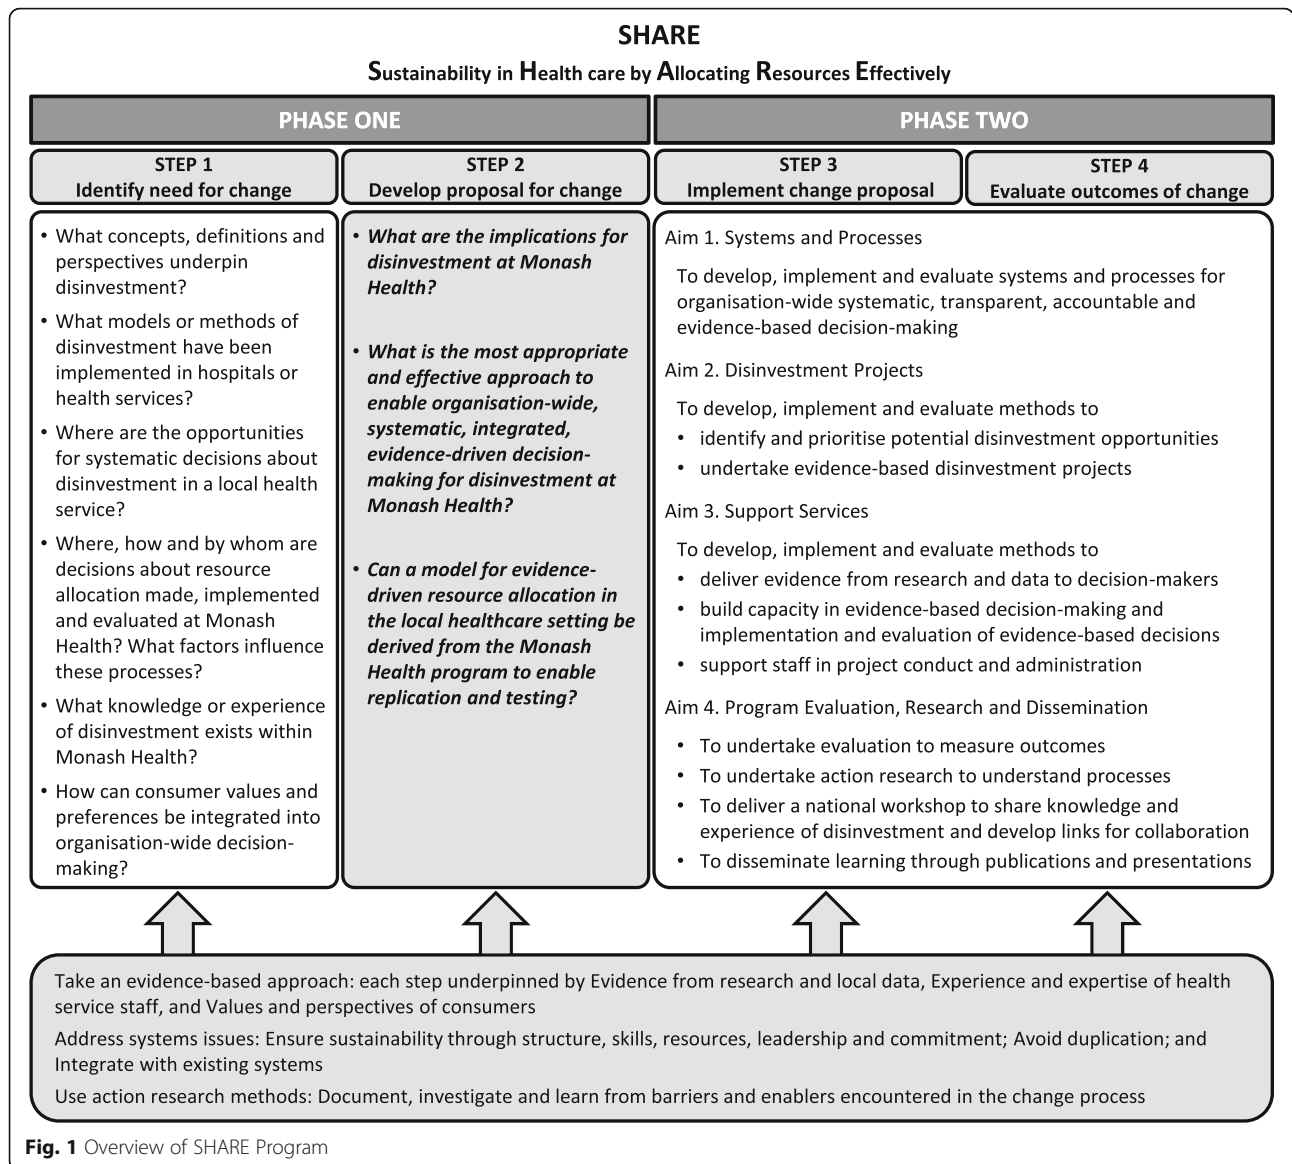 SHARE
Sustainability in Health care by Allocating Resources Effectively
PHASE ONE
PHASE TWO
STEP 1
Identify need for change
STEP 2
Develop proposal for change
STEP 3
Implement change proposal
STEP 4
Evaluate outcomes of change
• What concepts, definitions and
perspectives underpin
disinvestment?
• What models or methods of
disinvestment have been
implemented in hospitals or
health services?
• Where are the opportunities
for systematic decisions about
disinvestment in a local health
service?
• Where, how and by whom are
decisions about resource
allocation made, implemented
and evaluated at Monash
Health? What factors influence
these processes?
• What knowledge or experience
of disinvestment exists within
Monash Health?
• How can consumer values and
preferences be integrated into
organisation-wide decision-
making?
• What are the implications for
disinvestment at Monash
Health?
• What is the most appropriate
and effective approach to
enable organisation-wide,
systematic, integrated,
evidence-driven decision-
making for disinvestment at
Monash Health?
• Can a model for evidence-
driven resource allocation in
the local healthcare setting be
derived from the Monash
Health program to enable
replication and testing?
Aim 1. Systems and Processes
To develop, implement and evaluate systems and processes for
organisation-wide systematic, transparent, accountable and
evidence-based decision-making
Aim 2. Disinvestment Projects
To develop, implement and evaluate methods to
• identify and prioritise potential disinvestment opportunities
• undertake evidence-based disinvestment projects
Aim 3. Support Services
To develop, implement and evaluate methods to
• deliver evidence from research and data to decision-makers
• build capacity in evidence-based decision-making and
implementation and evaluation of evidence-based decisions
• support staff in project conduct and administration
Aim 4. Program Evaluation, Research and Dissemination
• To undertake evaluation to measure outcomes
• To undertake action research to understand processes
• To deliver a national workshop to share knowledge and
experience of disinvestment and develop links for collaboration
• To disseminate learning through publications and presentations
Take an evidence-based approach: each step underpinned by Evidence from research and local data, Experience and expertise of health
service staff, and Values and perspectives of consumers
Address systems issues: Ensure sustainability through structure, skills, resources, leadership and commitment; Avoid duplication; and
Integrate with existing systems
Use action research methods: Document, investigate and learn from barriers and enablers encountered in the change process
Fig. 1 Overview of SHARE Program